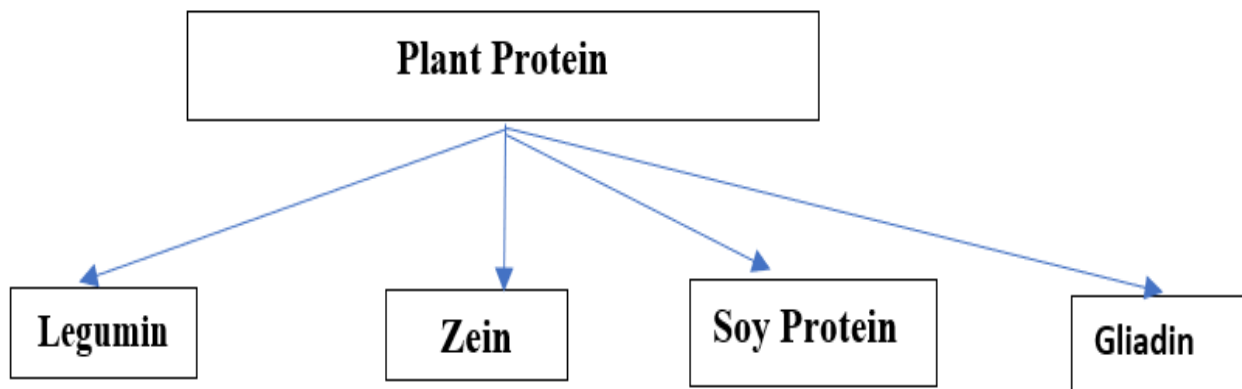 Plant Protein
Legumin
Zein
Soy Protein
Gliadin